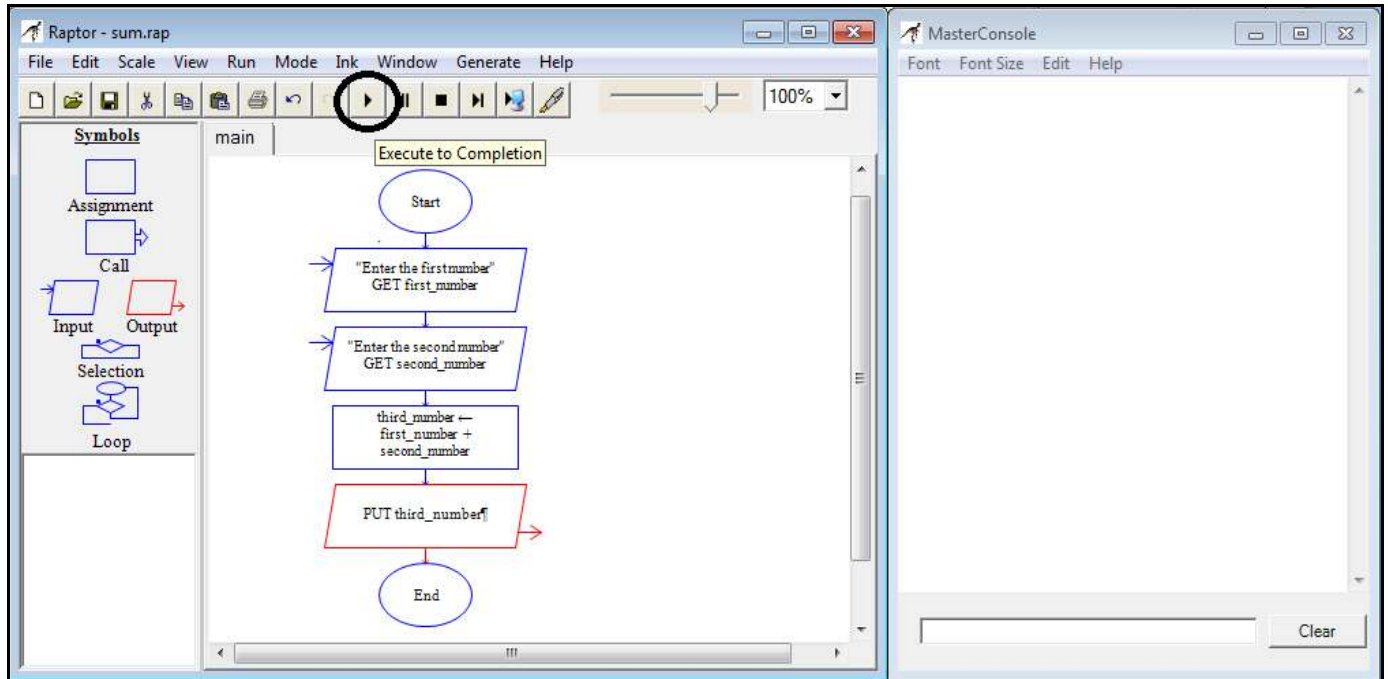 Raptor - sum.rap
File Edit Scale View Run Mode Ink Window Generate Help
100%
Symbols
Assignment
Call
Input Output
Selection
Loop
main
Execute to Completion
Start
"Enter the first number"
GET first_number
"Enter the second number"
GET second_number
third_number ←
first_number +
second_number
PUT third_number¶
End
MasterConsole
Font Font Size Edit Help
Clear